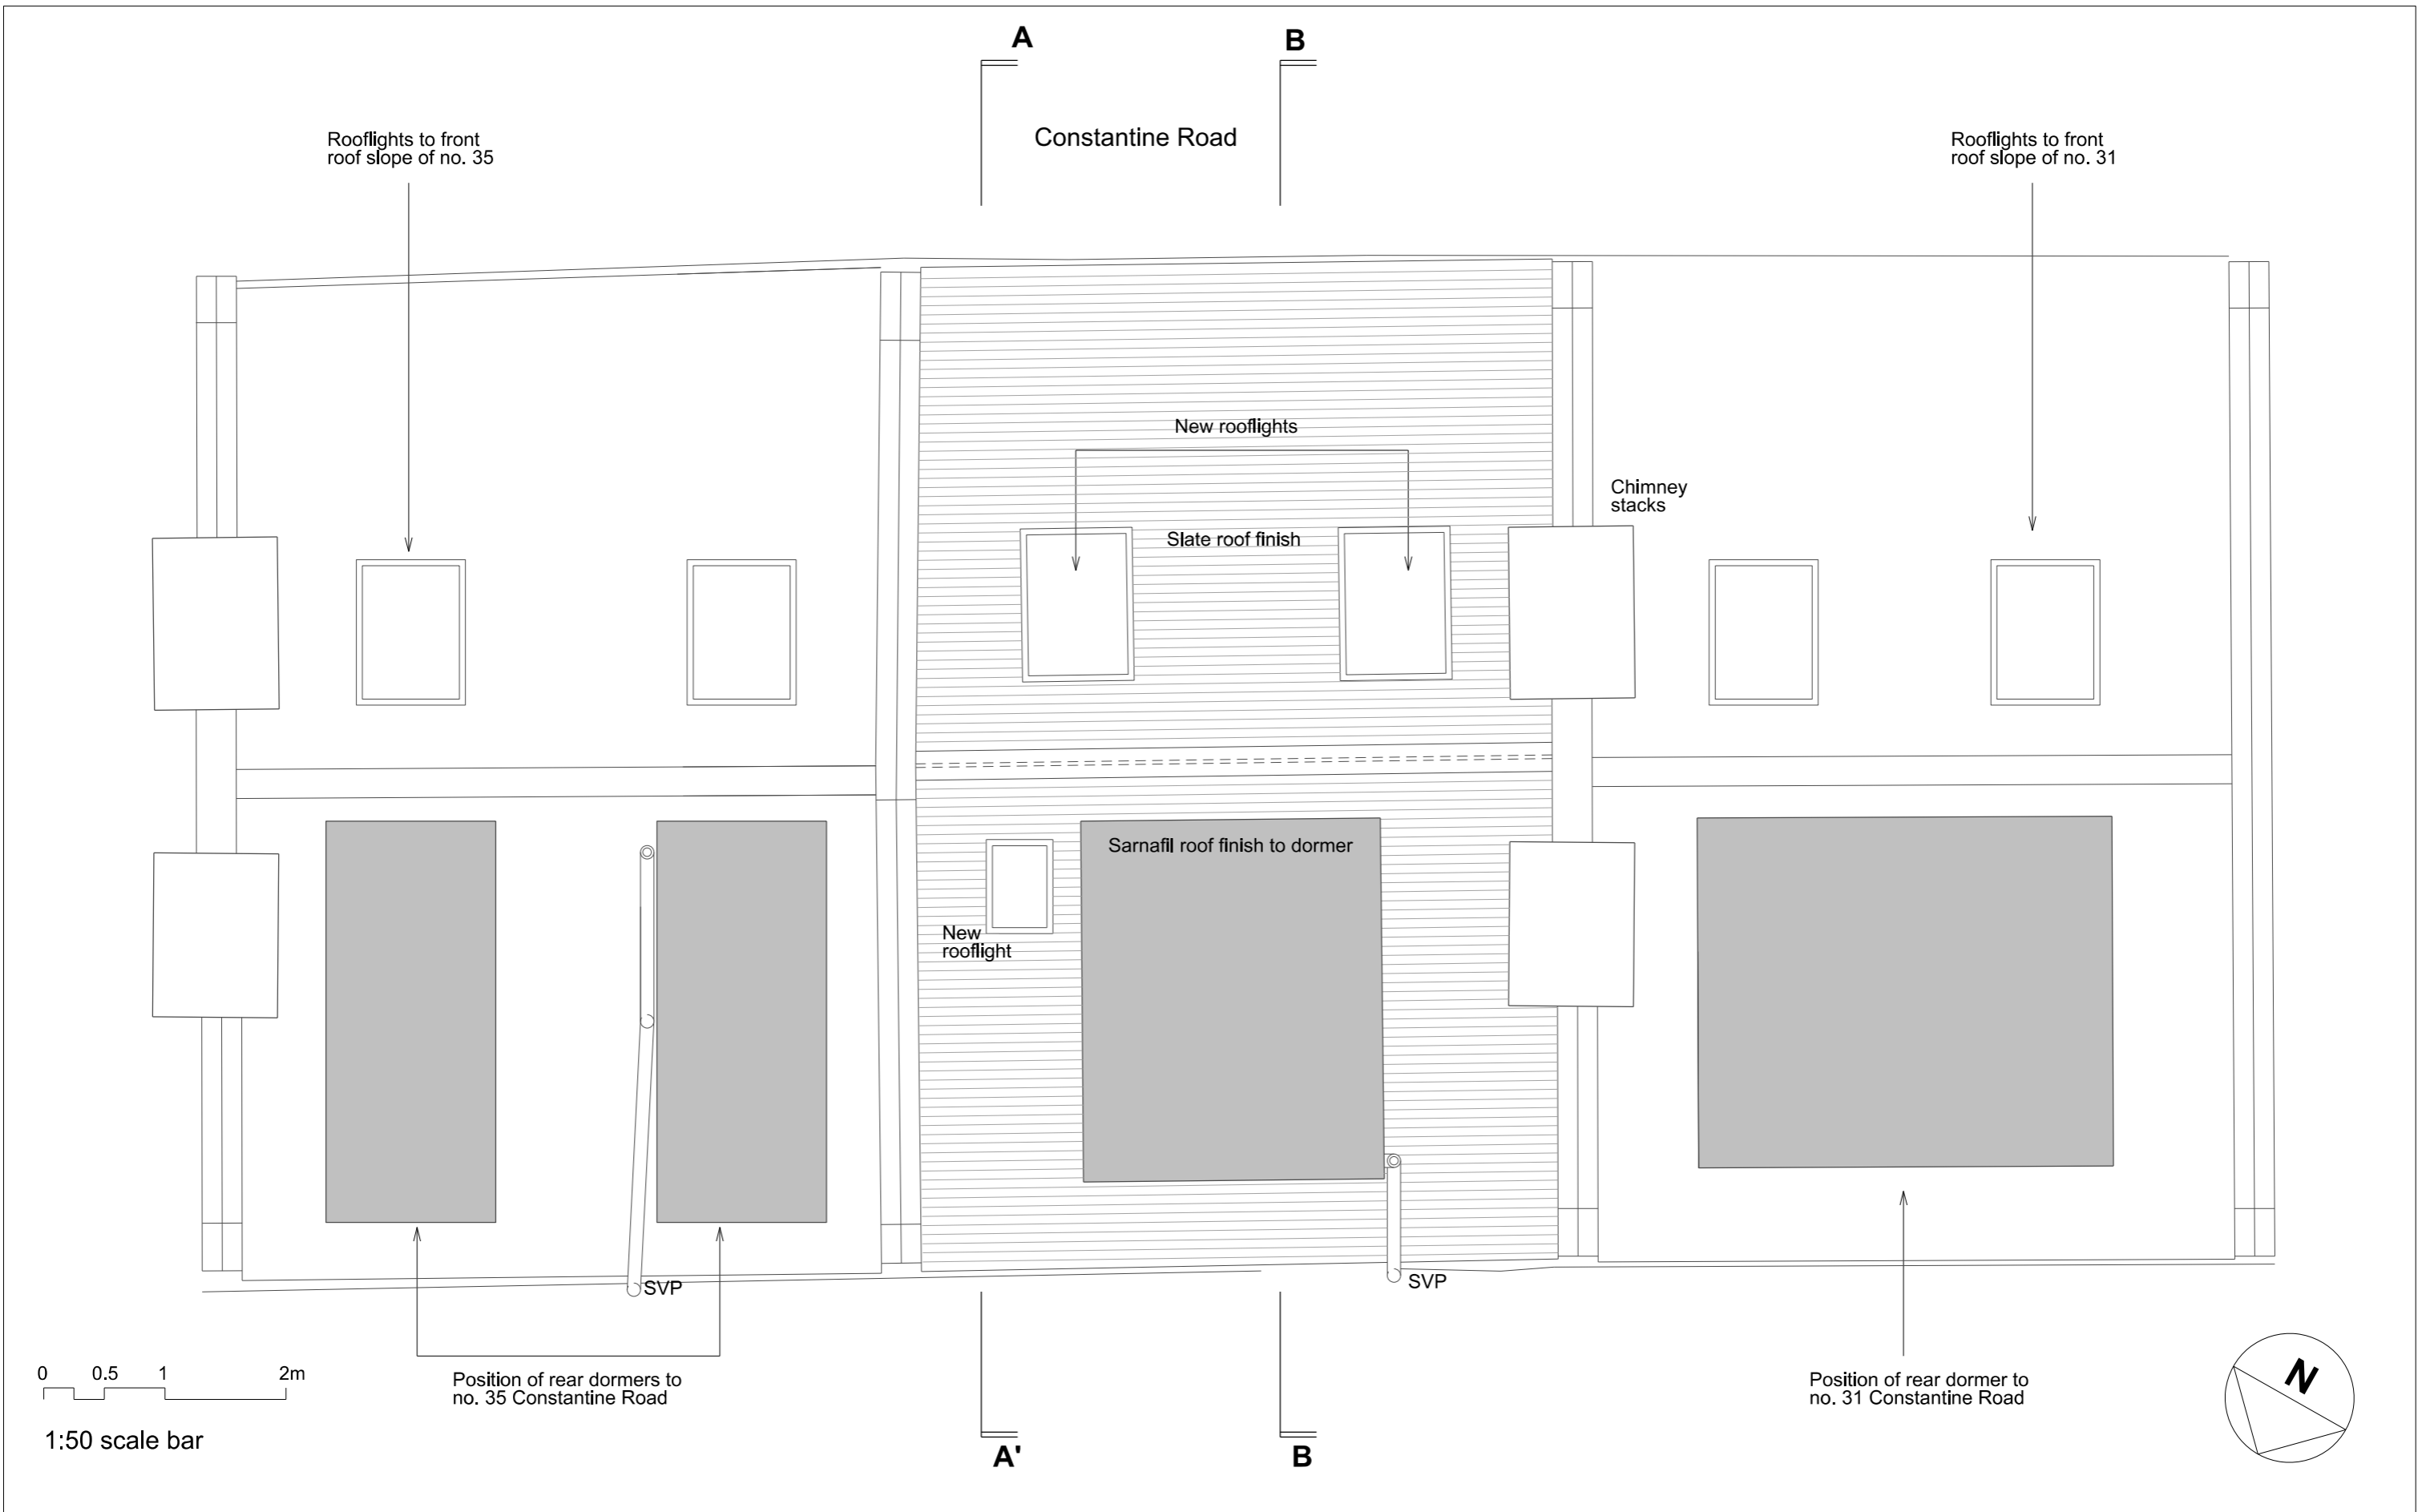 A
B
Constantine Road
Rooflights to front
roof slope of no. 35
Rooflights to front
roof slope of no. 31
New rooflights
Chimney
stacks
Slate roof finish
Sarnafil roof finish to dormer
New
rooflight
SVP
SVP
0 0.5 1 2m
1:50 scale bar
Position of rear dormers to
no. 35 Constantine Road
Position of rear dormer to
no. 31 Constantine Road
N
A'
B